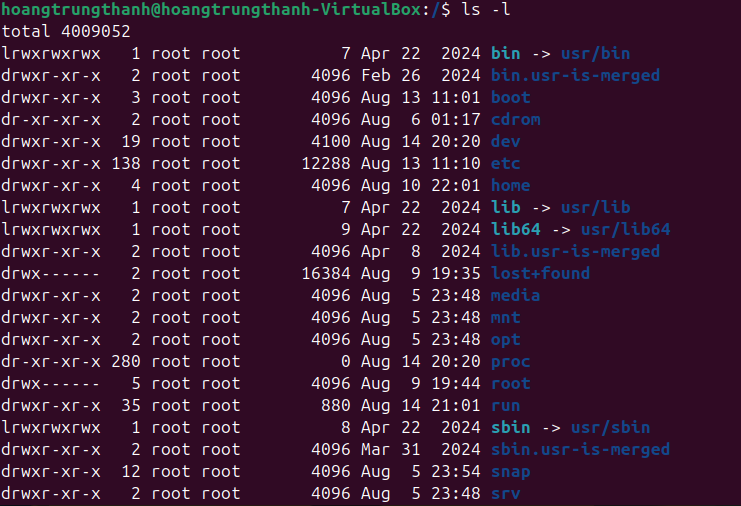 hoangtrungthanh@hoangtrungthanh-VirtualBox:/$ ls -l
total 4009052
lrwxrwxrwx   1 root root          7 Apr 22  2024 bin -> usr/bin
drwxr-xr-x   2 root root       4096 Feb 26  2024 bin.usr-is-merged
drwxr-xr-x   3 root root       4096 Aug 13 11:01 boot
dr-xr-xr-x   2 root root       4096 Aug  6 01:17 cdrom
drwxr-xr-x  19 root root       4100 Aug 14 20:20 dev
drwxr-xr-x 138 root root      12288 Aug 13 11:10 etc
drwxr-xr-x   4 root root       4096 Aug 10 22:01 home
lrwxrwxrwx   1 root root          7 Apr 22  2024 lib -> usr/lib
lrwxrwxrwx   1 root root          9 Apr 22  2024 lib64 -> usr/lib64
drwxr-xr-x   2 root root       4096 Apr  8  2024 lib.usr-is-merged
drwx------   2 root root      16384 Aug  9 19:35 lost+found
drwxr-xr-x   2 root root       4096 Aug  5 23:48 media
drwxr-xr-x   2 root root       4096 Aug  5 23:48 mnt
drwxr-xr-x   2 root root       4096 Aug  5 23:48 opt
dr-xr-xr-x 280 root root          0 Aug 14 20:20 proc
drwx------   5 root root       4096 Aug  9 19:44 root
drwxr-xr-x  35 root root        880 Aug 14 21:01 run
lrwxrwxrwx   1 root root          8 Apr 22  2024 sbin -> usr/sbin
drwxr-xr-x   2 root root       4096 Mar 31  2024 sbin.usr-is-merged
drwxr-xr-x  12 root root       4096 Aug  5 23:54 snap
drwxr-xr-x   2 root root       4096 Aug  5 23:48 srv